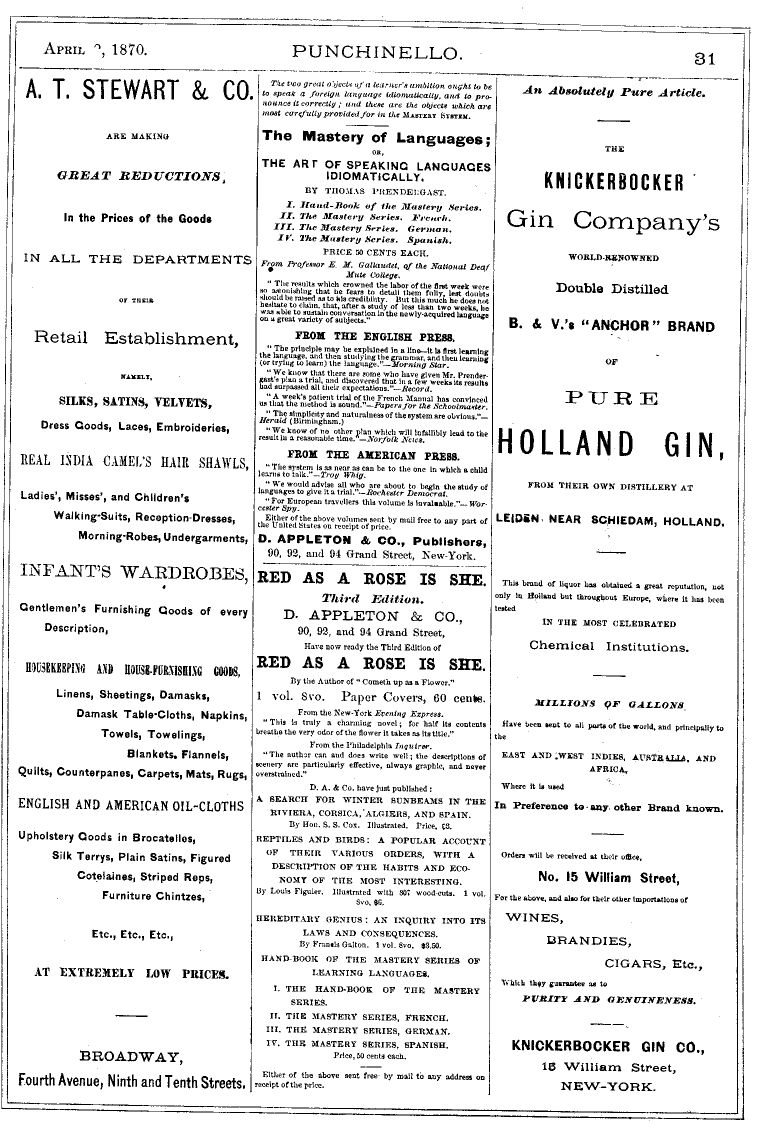 APRIL 2, 1870.
PUNCHINELLO.
31
A. T. STEWART & CO.
ARE MAKING
GREAT REDUCTIONS,
In the Prices of the Goods
IN ALL THE DEPARTMENTS
OF THEIR
Retail Establishment,
NAMELY,
SILKS, SATINS, VELVETS,
Dress Goods, Laces, Embroideries,
REAL INDIA CAMEL'S HAIR SHAWLS,
Ladies', Misses', and Children's
Walking-Suits, Reception-Dresses,
Morning-Robes, Undergarments,
INFANT'S WARDROBES,
Gentlemen's Furnishing Goods of every
Description,
HOUSEKEEPING AND HOUSE-FURNISHING GOODS,
Linens, Sheetings, Damasks,
Damask Table-Cloths, Napkins,
Towels, Towelings,
Blankets, Flannels,
Quilts, Counterpanes, Carpets, Mats, Rugs,
ENGLISH AND AMERICAN OIL-CLOTHS
Upholstery Goods in Brocatelles,
Silk Terrys, Plain Satins, Figured
Cotelaines, Striped Reps,
Furniture Chintzes,
Etc., Etc., Etc.,
AT EXTREMELY LOW PRICES.
BROADWAY,
Fourth Avenue, Ninth and Tenth Streets.
The two great objects of a learner's ambition ought to be
to speak a foreign language idiomatically, and to pro-
nounce it correctly; and these are the objects which are
most carefully provided for in the MASTERY SYSTEM.
The Mastery of Languages;
OR,
THE ART OF SPEAKING LANGUAGES
IDIOMATICALLY.
BY THOMAS PRENDERGAST.
I. Hand-Book of the Mastery Series.
II. The Mastery Series. French.
III. The Mastery Series. German.
IV. The Mastery Series. Spanish.
PRICE 50 CENTS EACH.
From Professor E. M. Gallaudet, of the National Deaf
Mute College.
"The results which crowned the labor of the first week were
so astonishing that he fears to detail them fully, lest doubts
should be raised as to his credibility. But this much he does not
hesitate to claim, that, after a study of less than two weeks, he
was able to sustain conversation in the newly-acquired language
on a great variety of subjects."
FROM THE ENGLISH PRESS.
"The principle may be explained in a line—it is first learning
the language, and then studying the grammar, and then learning
(or trying to learn) the language."—Morning Star.
"We know that there are some who have given Mr. Prender-
gast's plan a trial, and discovered that in a few weeks its results
had surpassed all their expectations."—Record.
"A week's patient trial of the French Manual has convinced
us that the method is sound."—Papers for the Schoolmaster.
"The simplicity and naturalness of the system are obvious."—
Herald (Birmingham.)
"We know of no other plan which will infallibly lead to the
result in a reasonable time."—Norfolk News.
FROM THE AMERICAN PRESS.
"The system is as near as can be to the one in which a child
learns to talk."—Troy Whig.
"We would advise all who are about to begin the study of
languages to give it a trial."—Rochester Democrat.
"For European travellers this volume is invaluable."—Wor-
cester Spy.
Either of the above volumes sent by mail free to any part of
the United States on receipt of price.
D. APPLETON & CO., Publishers,
90, 92, and 94 Grand Street, New-York.
RED AS A ROSE IS SHE.
Third Edition.
D. APPLETON & CO.,
90, 92, and 94 Grand Street,
Have now ready the Third Edition of
RED AS A ROSE IS SHE.
By the Author of "Cometh up as a Flower."
1 vol. 8vo. Paper Covers, 60 cents.
From the New-York Evening Express.
"This is truly a charming novel; for half its contents
breathe the very odor of the flower it takes as its title."
From the Philadelphia Inquirer.
"The author can and does write well; the descriptions of
scenery are particularly effective, always graphic, and never
overstrained."
D. A. & Co. have just published:
A SEARCH FOR WINTER SUNBEAMS IN THE
RIVIERA, CORSICA, ALGIERS, AND SPAIN.
By Hon. S. S. Cox. Illustrated. Price, $3.
REPTILES AND BIRDS: A POPULAR ACCOUNT
OF THEIR VARIOUS ORDERS, WITH A
DESCRIPTION OF THE HABITS AND ECO-
NOMY OF THE MOST INTERESTING.
By Louis Figuier. Illustrated with 307 wood-cuts. 1 vol.
8vo, $6.
HEREDITARY GENIUS: AN INQUIRY INTO ITS
LAWS AND CONSEQUENCES.
By Francis Galton. 1 vol. 8vo. $3.50.
HAND-BOOK OF THE MASTERY SERIES OF
LEARNING LANGUAGES.
I. THE HAND-BOOK OF THE MASTERY
SERIES.
II. THE MASTERY SERIES, FRENCH.
III. THE MASTERY SERIES, GERMAN.
IV. THE MASTERY SERIES, SPANISH.
Price, 50 cents each.
Either of the above sent free by mail to any address on
receipt of the price.
An Absolutely Pure Article.
THE
KNICKERBOCKER
Gin Company's
WORLD-RENOWNED
Double Distilled
B. & V.'s "ANCHOR" BRAND
OF
PURE
HOLLAND GIN,
FROM THEIR OWN DISTILLERY AT
LEIDEN NEAR SCHIEDAM, HOLLAND.
This brand of liquor has obtained a great reputation, not
only in Holland but throughout Europe, where it has been
tested
IN THE MOST CELEBRATED
Chemical Institutions.
MILLIONS OF GALLONS
Have been sent to all parts of the world, and principally to
the
EAST AND WEST INDIES, AUSTRALIA, AND
AFRICA,
Where it is used
In Preference to any other Brand known.
Orders will be received at their office,
No. 15 William Street,
For the above, and also for their other importations of
WINES,
BRANDIES,
CIGARS, Etc.,
Which they guarantee as to
PURITY AND GENUINENESS.
KNICKERBOCKER GIN CO.,
15 William Street,
NEW-YORK.